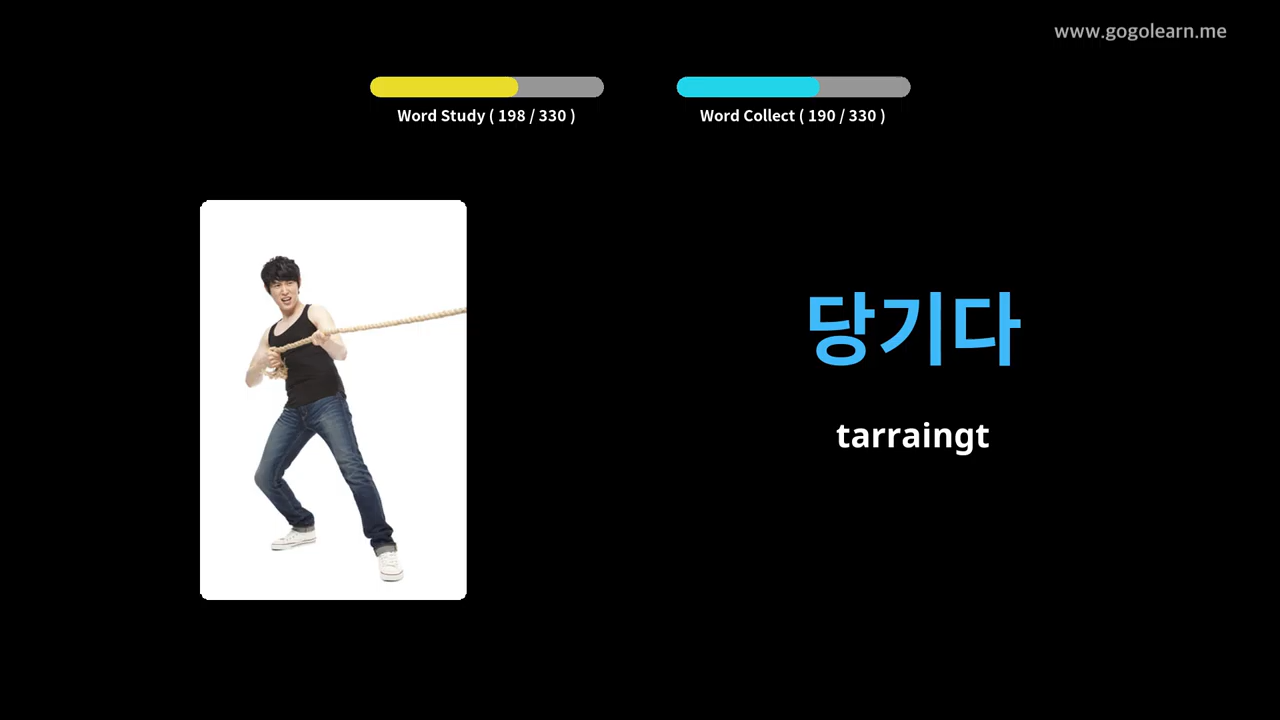 www.gogolearn.me
Word Study ( 198 / 330 )
Word Collect ( 190 / 330 )
당기다
tarraingt